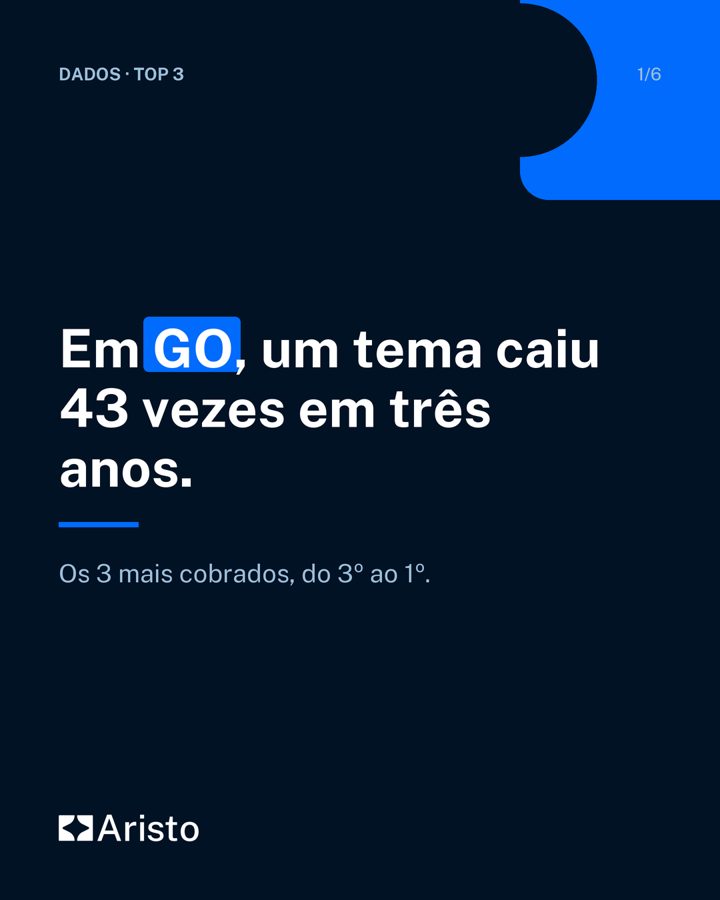 DADOS · TOP 3
1/6
Em GO, um tema caiu
43 vezes em três
anos.
Os 3 mais cobrados, do 3º ao 1º.
Aristo